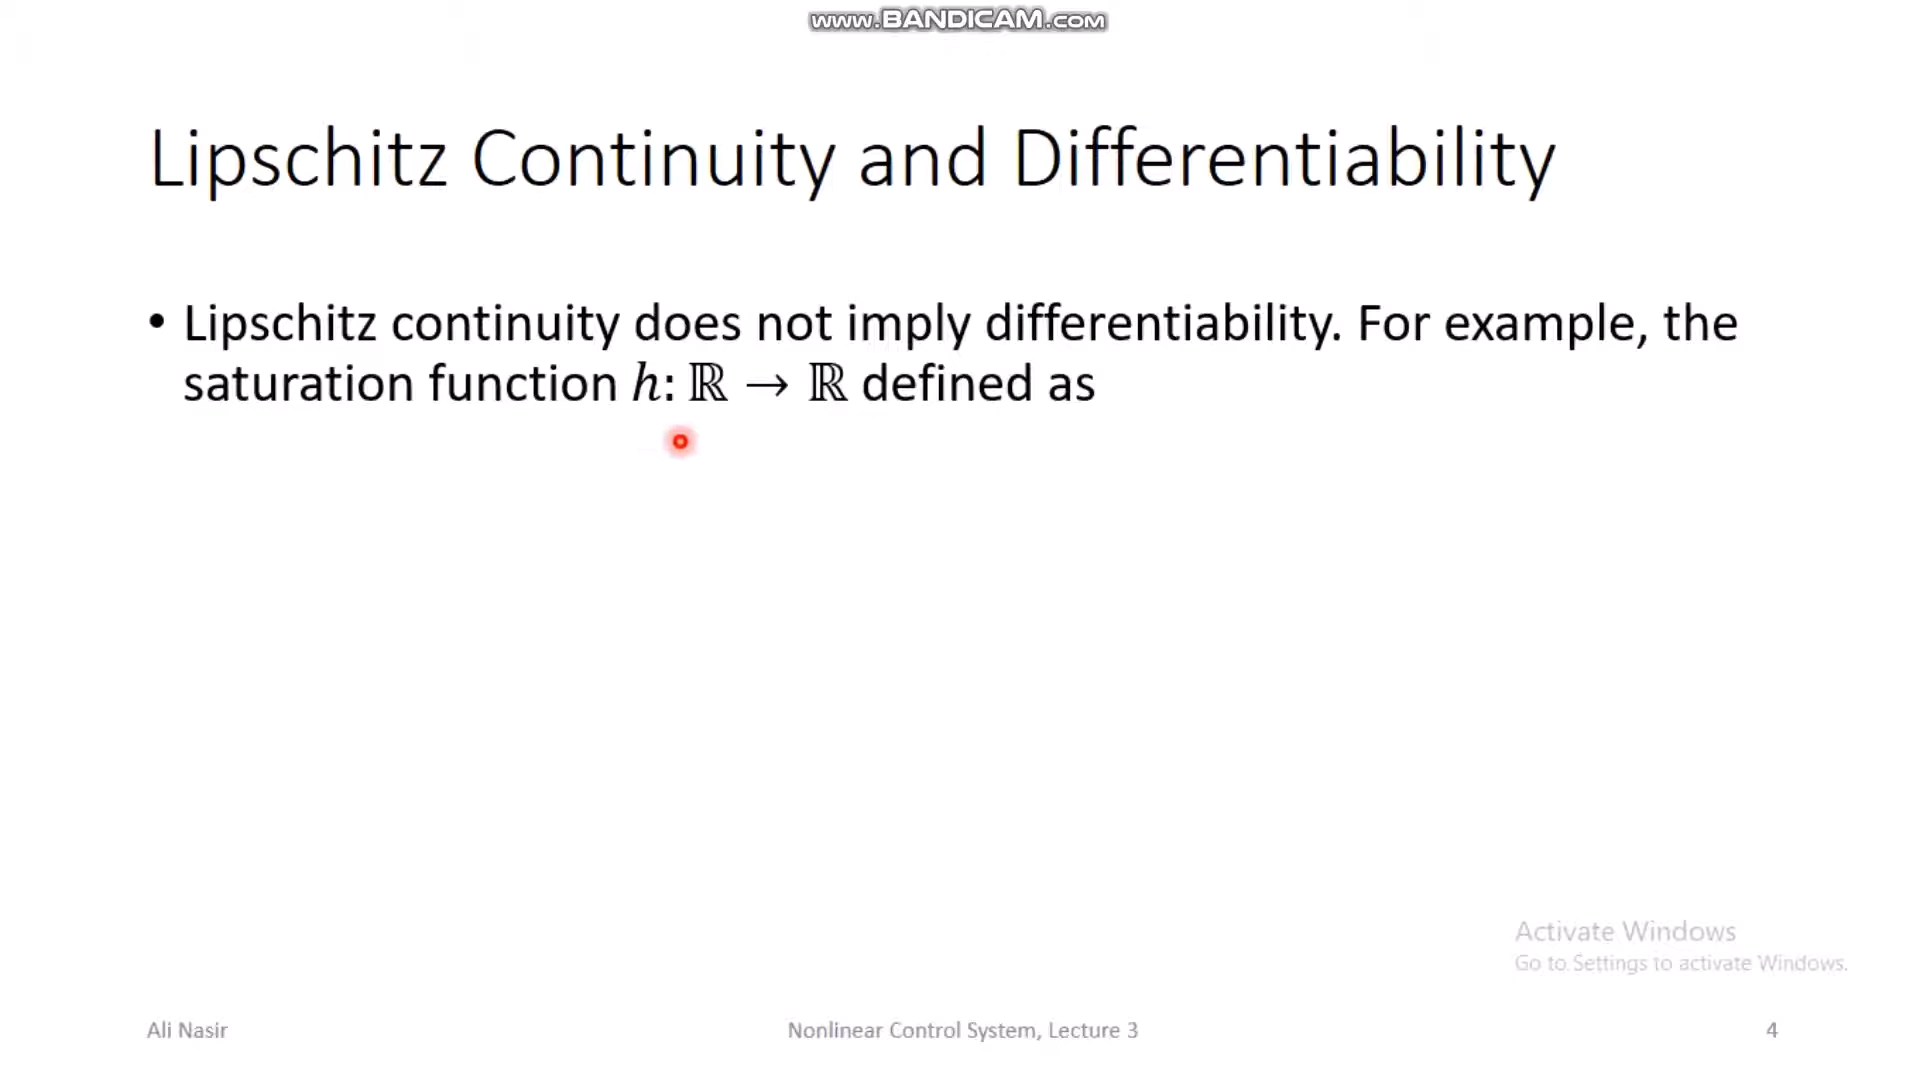 www.BANDICAM.com
Lipschitz Continuity and Differentiability
• Lipschitz continuity does not imply differentiability. For example, the
saturation function h: ℝ → ℝ defined as
Activate Windows
Go to Settings to activate Windows.
Ali Nasir
Nonlinear Control System, Lecture 3
4